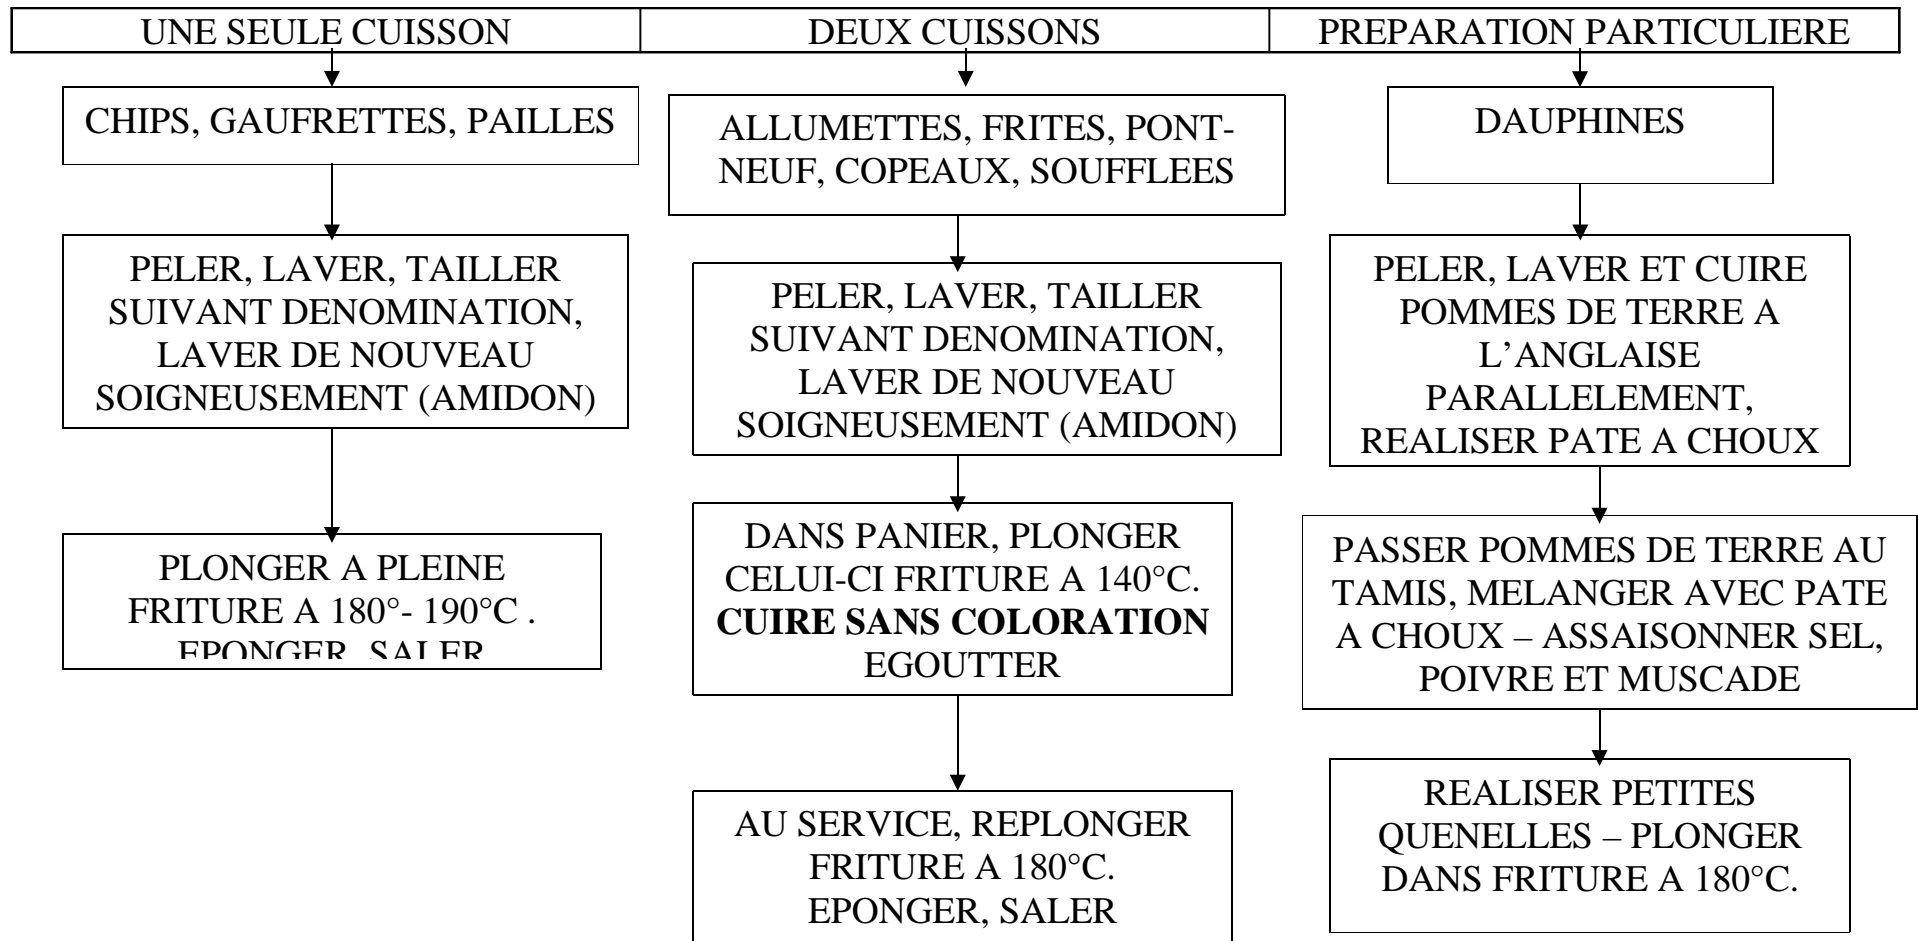 UNE SEULE CUISSON
DEUX CUISSONS
PREPARATION PARTICULIERE
CHIPS, GAUFRETTES, PAILLES
PELER, LAVER, TAILLER
SUIVANT DENOMINATION,
LAVER DE NOUVEAU
SOIGNEUSEMENT (AMIDON)
PLONGER A PLEINE
FRITURE A 180°- 190°C .
EPONGER, SALER
ALLUMETTES, FRITES, PONT-
NEUF, COPEAUX, SOUFFLEES
PELER, LAVER, TAILLER
SUIVANT DENOMINATION,
LAVER DE NOUVEAU
SOIGNEUSEMENT (AMIDON)
DANS PANIER, PLONGER
CELUI-CI FRITURE A 140°C.
CUIRE SANS COLORATION
EGOUTTER
AU SERVICE, REPLONGER
FRITURE A 180°C.
EPONGER, SALER
DAUPHINES
PELER, LAVER ET CUIRE
POMMES DE TERRE A
L’ANGLAISE
PARALLELEMENT,
REALISER PATE A CHOUX
PASSER POMMES DE TERRE AU
TAMIS, MELANGER AVEC PATE
A CHOUX – ASSAISONNER SEL,
POIVRE ET MUSCADE
REALISER PETITES
QUENELLES – PLONGER
DANS FRITURE A 180°C.